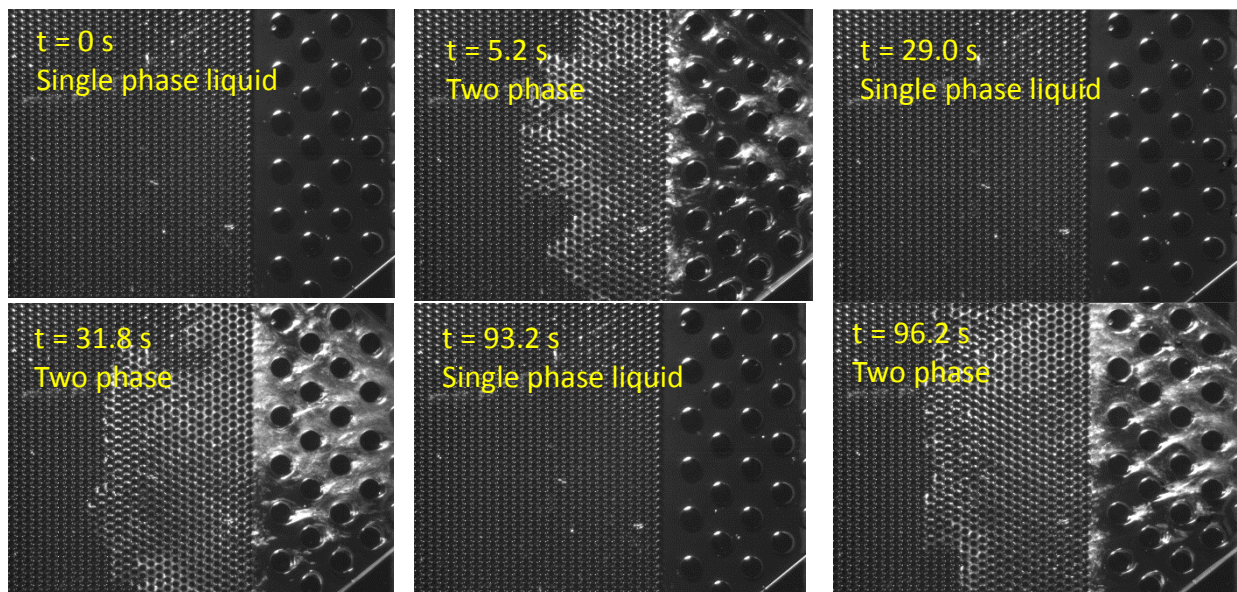 t = 0 s
Single phase liquid
t = 5.2 s
Two phase
t = 29.0 s
Single phase liquid
t = 31.8 s
Two phase
t = 93.2 s
Single phase liquid
t = 96.2 s
Two phase